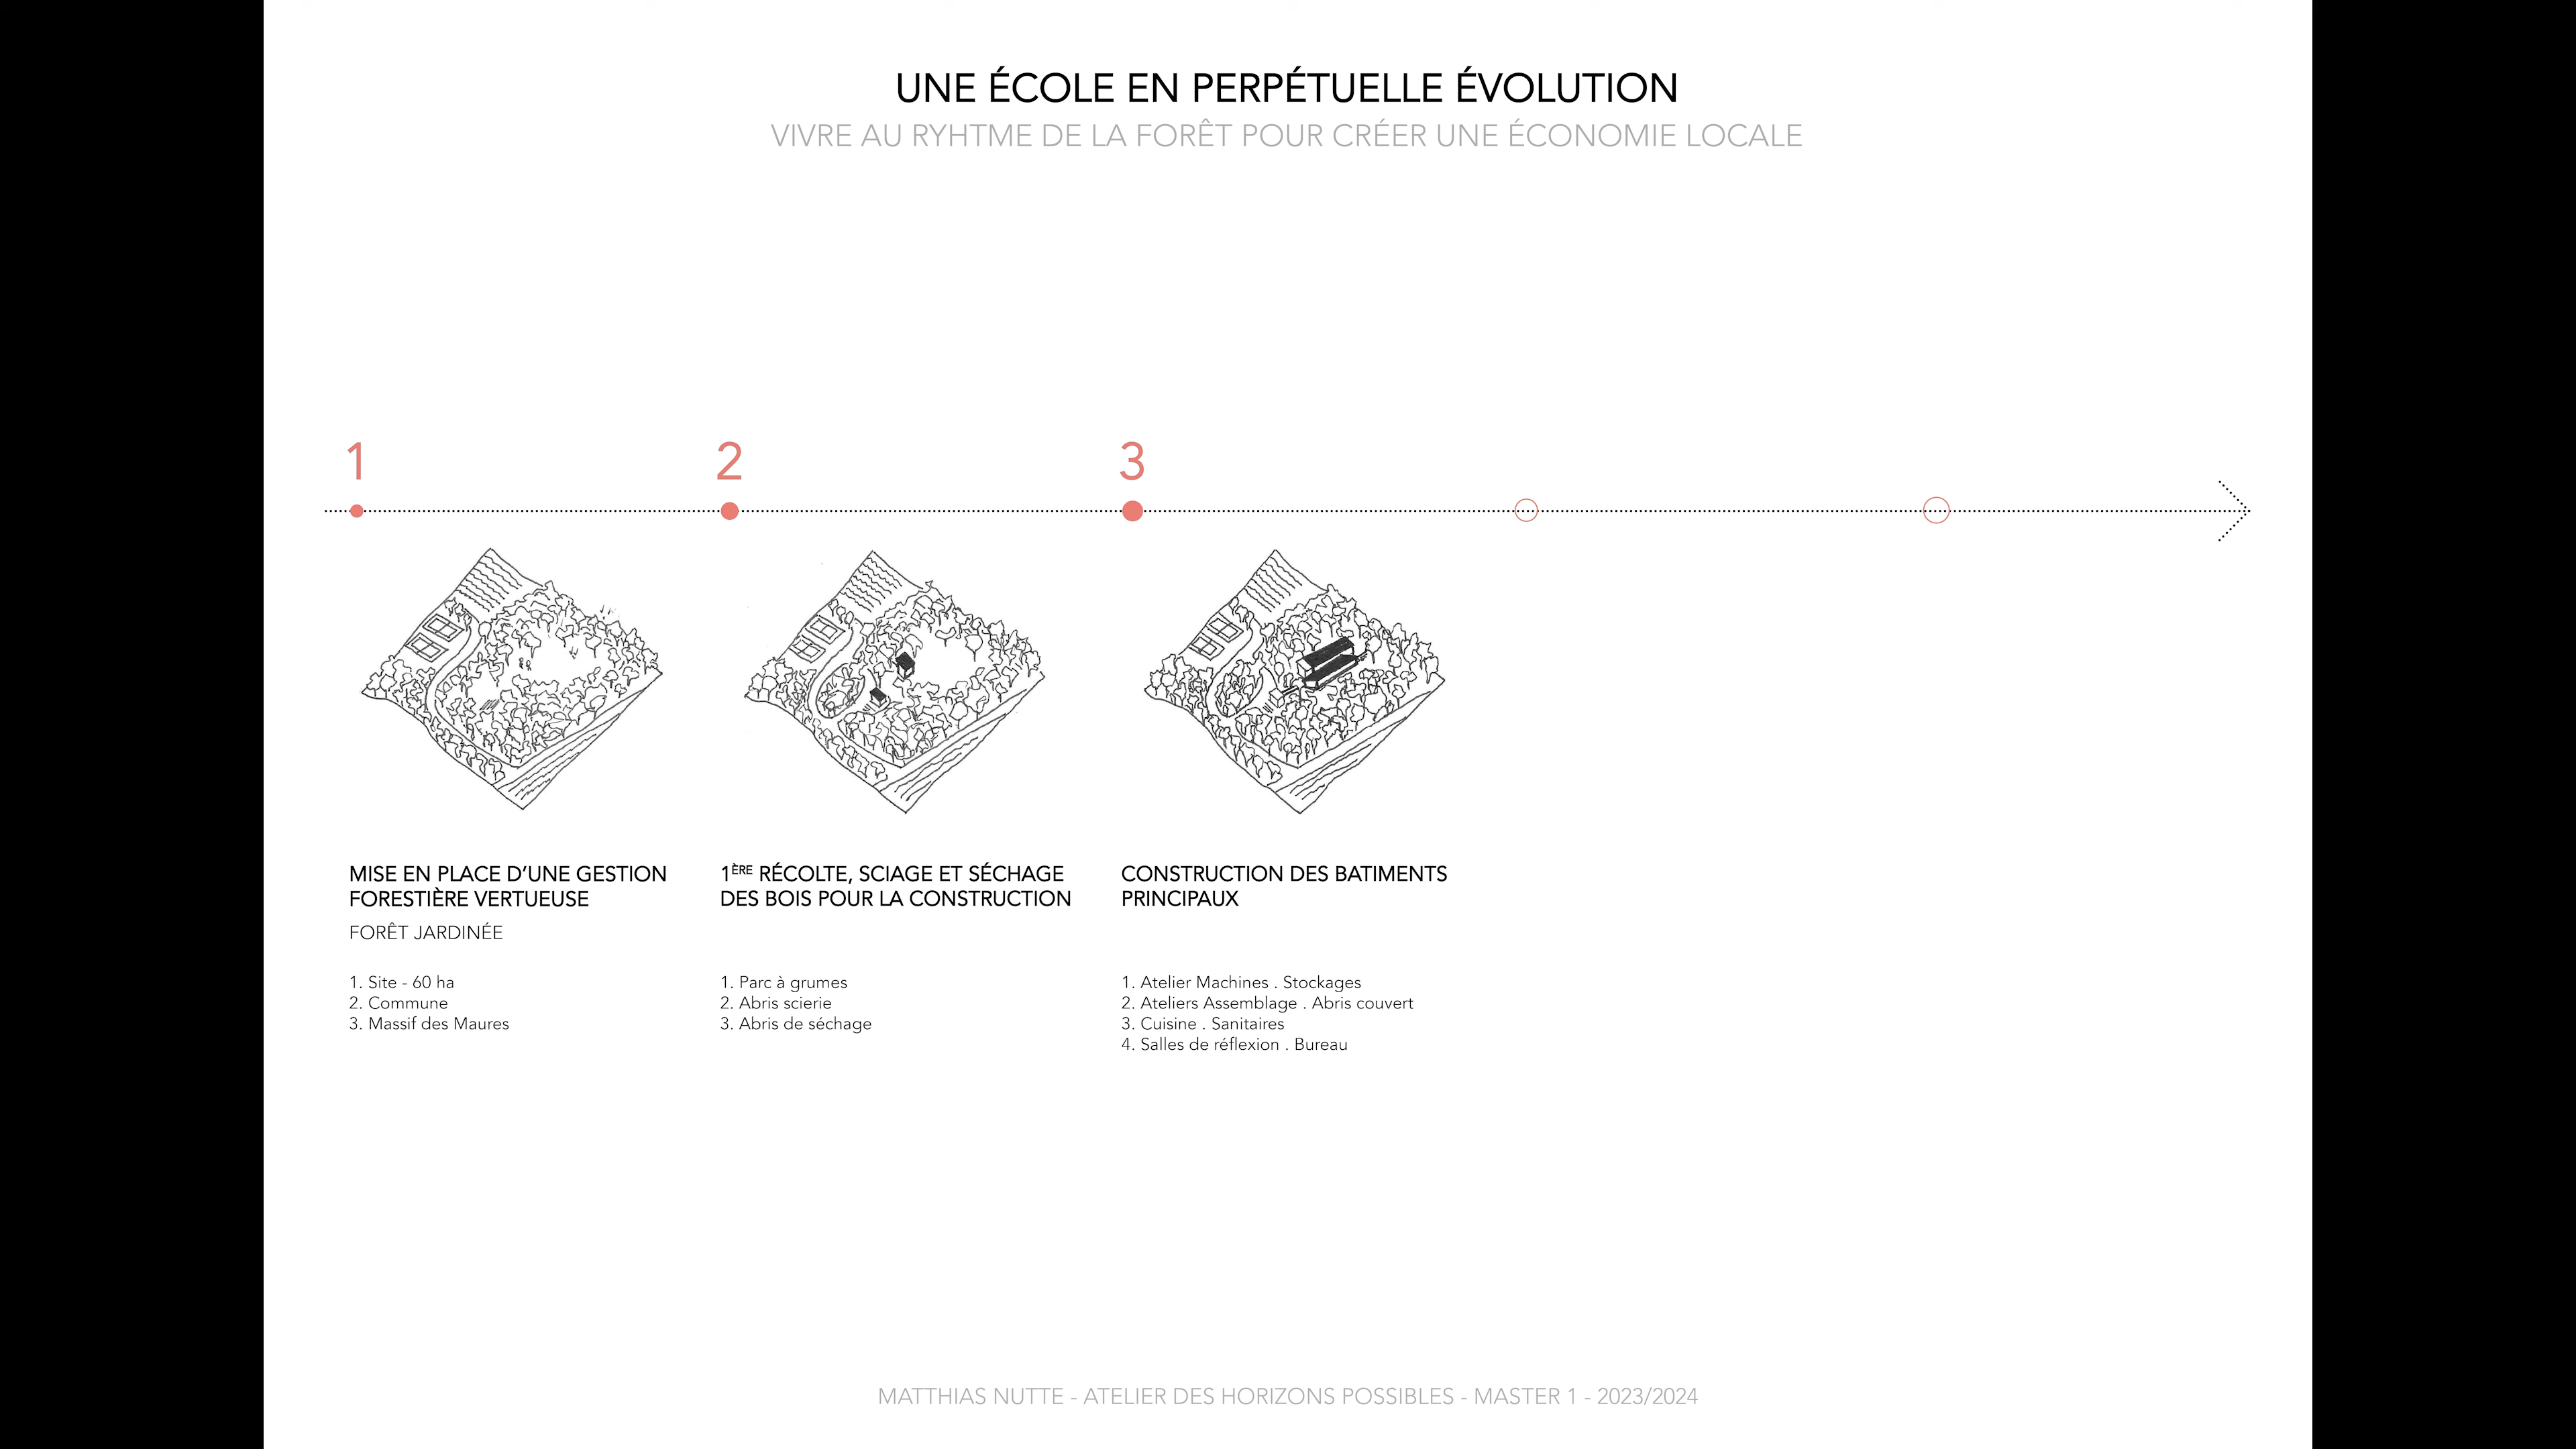 UNE ÉCOLE EN PERPÉTUELLE ÉVOLUTION
VIVRE AU RYHTME DE LA FORÊT POUR CRÉER UNE ÉCONOMIE LOCALE
1
2
3
MISE EN PLACE D’UNE GESTION
FORESTIÈRE VERTUEUSE
FORÊT JARDINÉE
1. Site - 60 ha
2. Commune
3. Massif des Maures
1ÈRE RÉCOLTE, SCIAGE ET SÉCHAGE
DES BOIS POUR LA CONSTRUCTION
1. Parc à grumes
2. Abris scierie
3. Abris de séchage
CONSTRUCTION DES BATIMENTS
PRINCIPAUX
1. Atelier Machines . Stockages
2. Ateliers Assemblage . Abris couvert
3. Cuisine . Sanitaires
4. Salles de réflexion . Bureau
MATTHIAS NUTTE - ATELIER DES HORIZONS POSSIBLES - MASTER 1 - 2023/2024